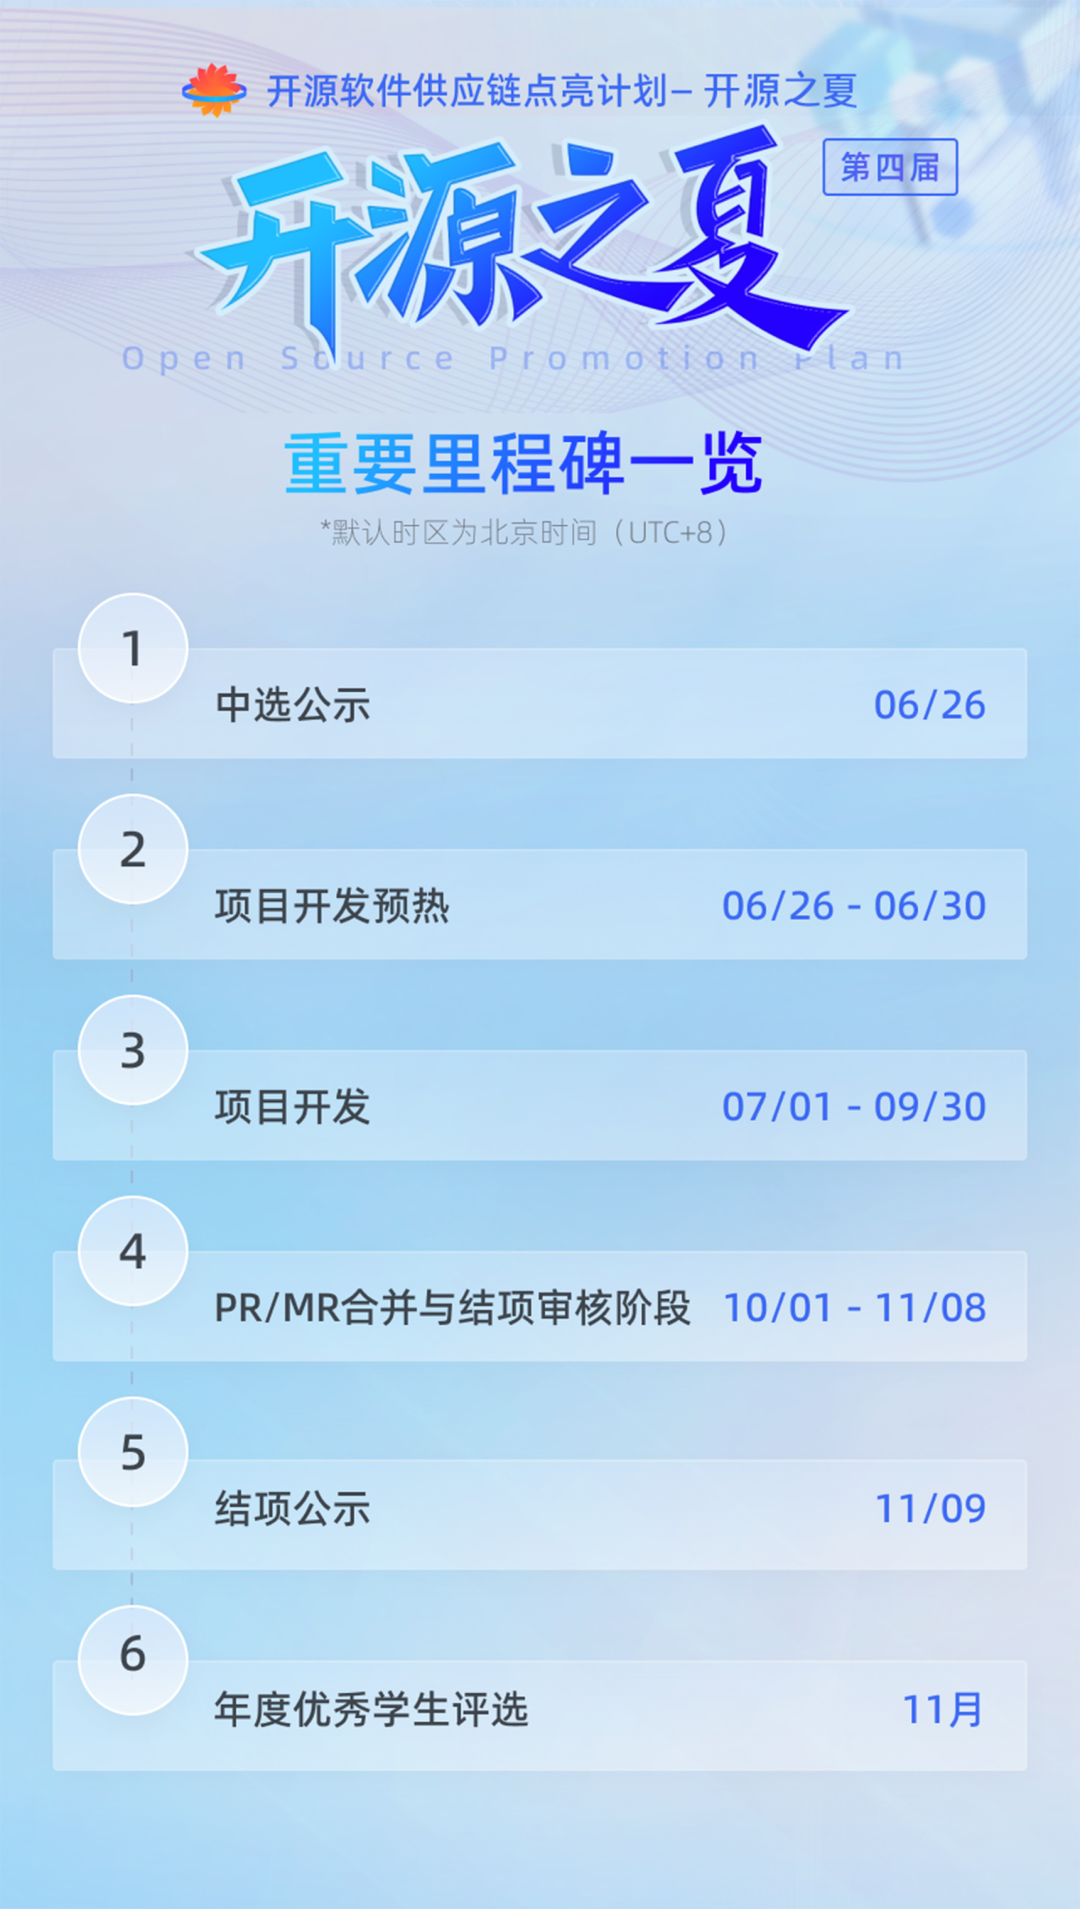 开源软件供应链点亮计划– 开源之夏
开源之夏
第四届
Open Source Promotion Plan
重要里程碑一览
*默认时区为北京时间（UTC+8）
1
中选公示 06/26
2
项目开发预热 06/26 - 06/30
3
项目开发 07/01 - 09/30
4
PR/MR合并与结项审核阶段 10/01 - 11/08
5
结项公示 11/09
6
年度优秀学生评选 11月